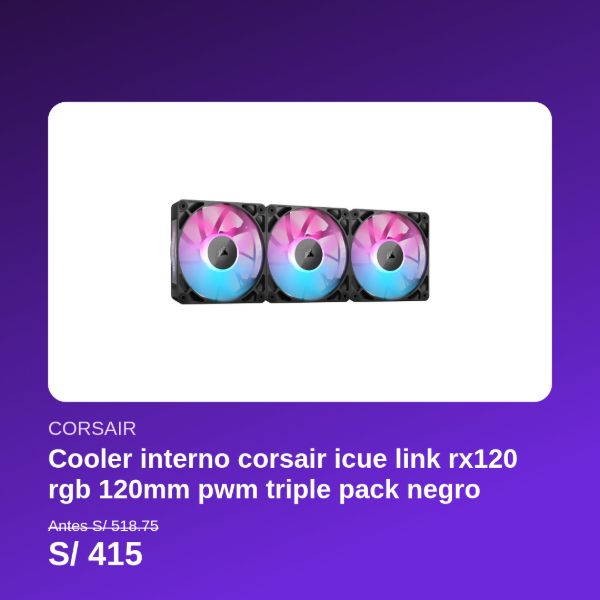 CORSAIR
Cooler interno corsair icue link rx120
rgb 120mm pwm triple pack negro
Antes S/ 518.75
S/ 415